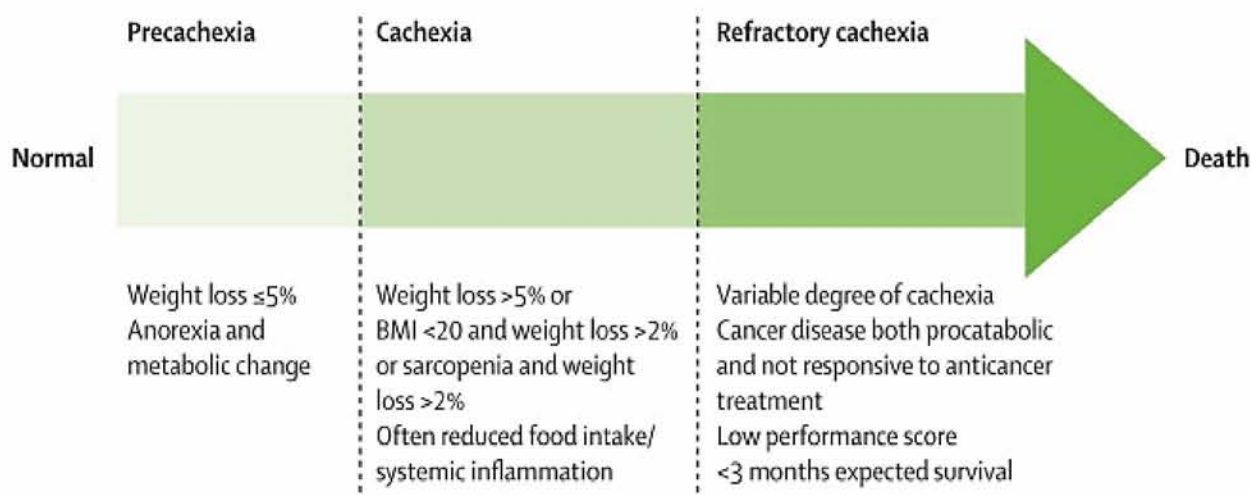 Precachexia
Cachexia
Refractory cachexia
Normal
Death
Weight loss ≤5%
Anorexia and
metabolic change
Weight loss >5% or
BMI <20 and weight loss >2%
or sarcopenia and weight
loss >2%
Often reduced food intake/
systemic inflammation
Variable degree of cachexia
Cancer disease both procatabolic
and not responsive to anticancer
treatment
Low performance score
<3 months expected survival